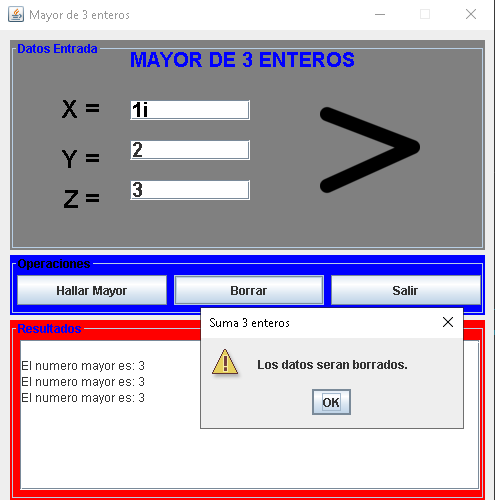 Mayor de 3 enteros
Datos Entrada
MAYOR DE 3 ENTEROS
X = 1i
Y = 2
Z = 3
>
Operaciones
Hallar Mayor Borrar Salir
Resultados
El numero mayor es: 3
El numero mayor es: 3
El numero mayor es: 3
Suma 3 enteros
Los datos seran borrados.
OK